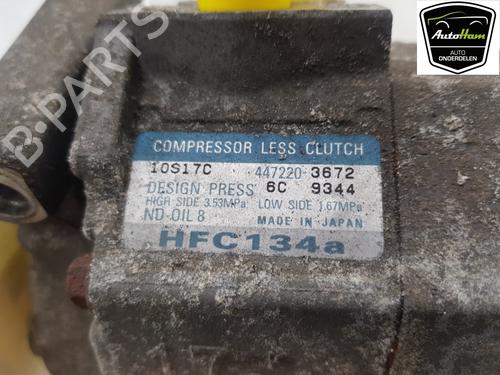 AutoHam
AUTO
ONDERDELEN
B-PARTS
COMPRESSOR LESS CLUTCH
10S17C 447220-3672
DESIGN PRESS 6C 9344
HIGH SIDE 3.53MPa LOW SIDE 1.67MPa
ND-OIL 8 MADE IN JAPAN
HFC134a